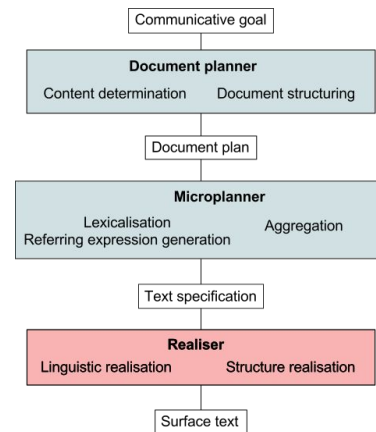 Communicative goal
Document planner
Content determination Document structuring
Document plan
Microplanner
Lexicalisation Aggregation
Referring expression generation
Text specification
Realiser
Linguistic realisation Structure realisation
Surface text